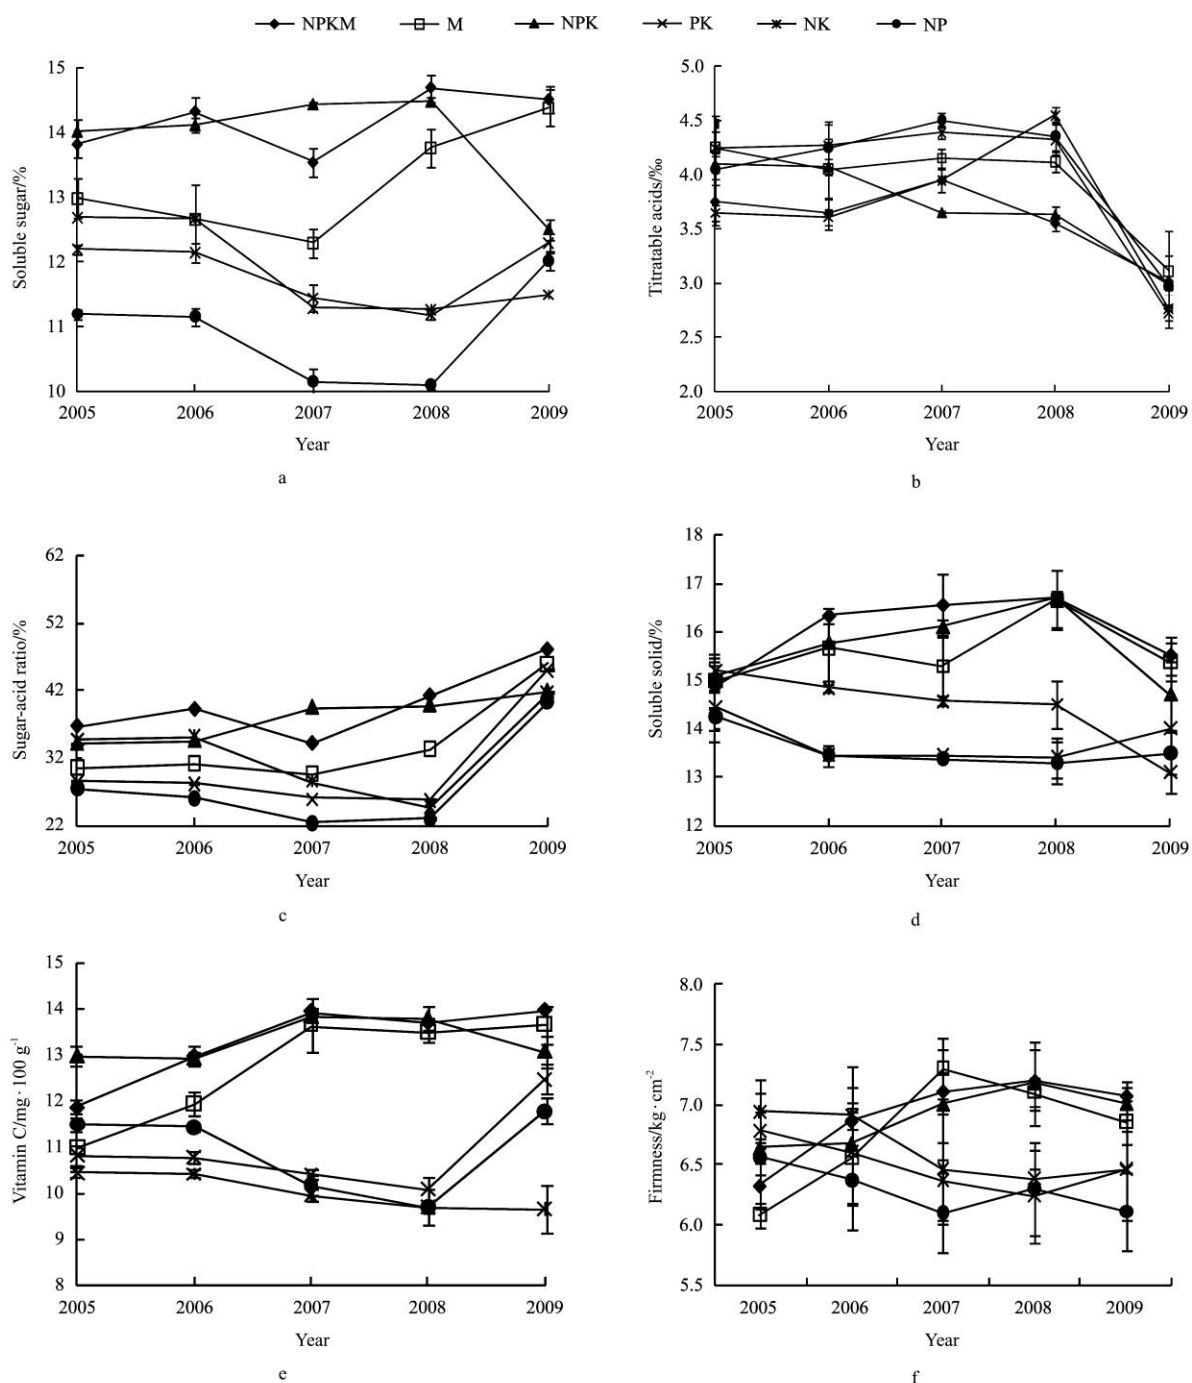 NPKM M NPK PK NK NP
Soluble sugar/%
15
14
13
12
11
10
2005 2006 2007 2008 2009
Year
a
Titratable acids/‰
5.0
4.5
4.0
3.5
3.0
2.5
2.0
2005 2006 2007 2008 2009
Year
b
Sugar-acid ratio/%
62
52
42
32
22
2005 2006 2007 2008 2009
Year
c
Soluble solid/%
18
17
16
15
14
13
12
2005 2006 2007 2008 2009
Year
d
Vitamin C/mg·100 g⁻¹
15
14
13
12
11
10
9
8
2005 2006 2007 2008 2009
Year
e
Firmness/kg·cm⁻²
8.0
7.5
7.0
6.5
6.0
5.5
2005 2006 2007 2008 2009
Year
f